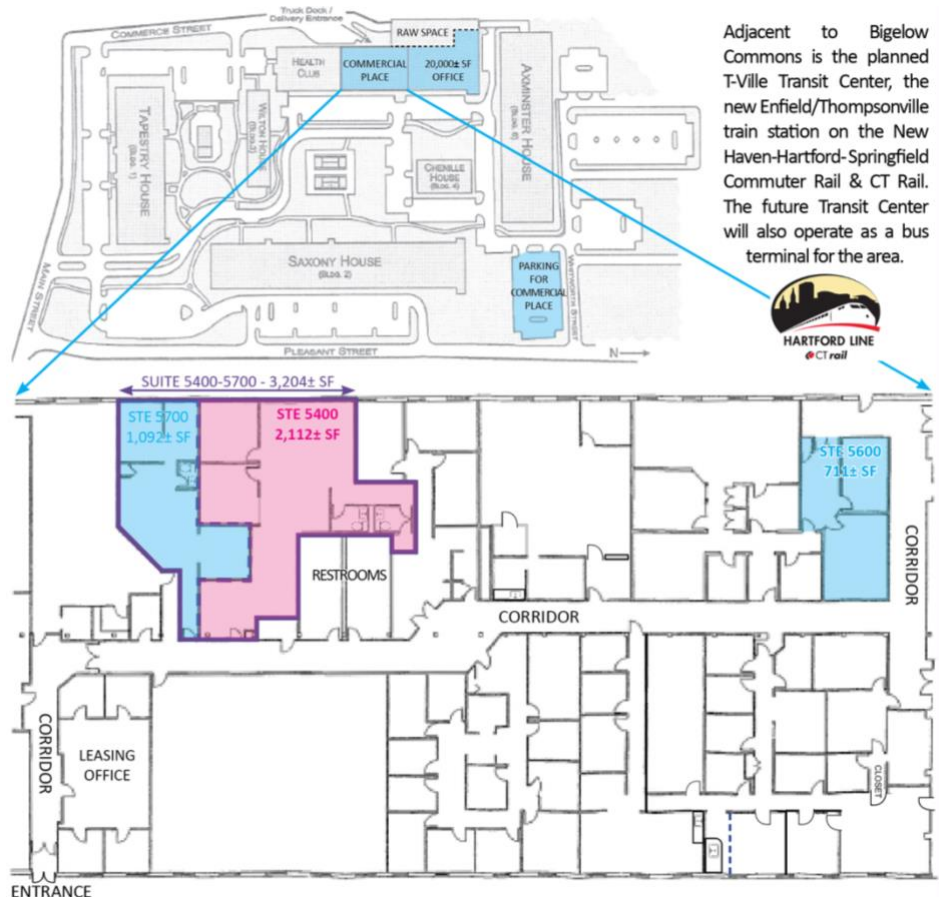 Truck Dock /
Delivery Entrance
COMMERCE STREET
RAW SPACE
HEALTH
CLUB
COMMERCIAL
PLACE
20,000± SF
OFFICE
TAPESTRY HOUSE
(BLDG. 1)
WILTON HOUSE
(BLDG. 3)
CHENILLE
HOUSE
(BLDG. 4)
AXMINSTER HOUSE
SAXONY HOUSE
(BLDG. 2)
PARKING
FOR
COMMERCIAL
PLACE
WHITWORTH STREET
MAIN STREET
PLEASANT STREET
N
Adjacent to Bigelow
Commons is the planned
T-Ville Transit Center, the
new Enfield/Thompsonville
train station on the New
Haven-Hartford-Springfield
Commuter Rail & CT Rail.
The future Transit Center
will also operate as a bus
terminal for the area.
HARTFORD LINE
CTrail
SUITE 5400-5700 - 3,204± SF
STE 5700
1,092± SF
STE 5400
2,112± SF
STE 5600
711± SF
RESTROOMS
CORRIDOR
CORRIDOR
CORRIDOR
LEASING
OFFICE
CLOSET
ENTRANCE